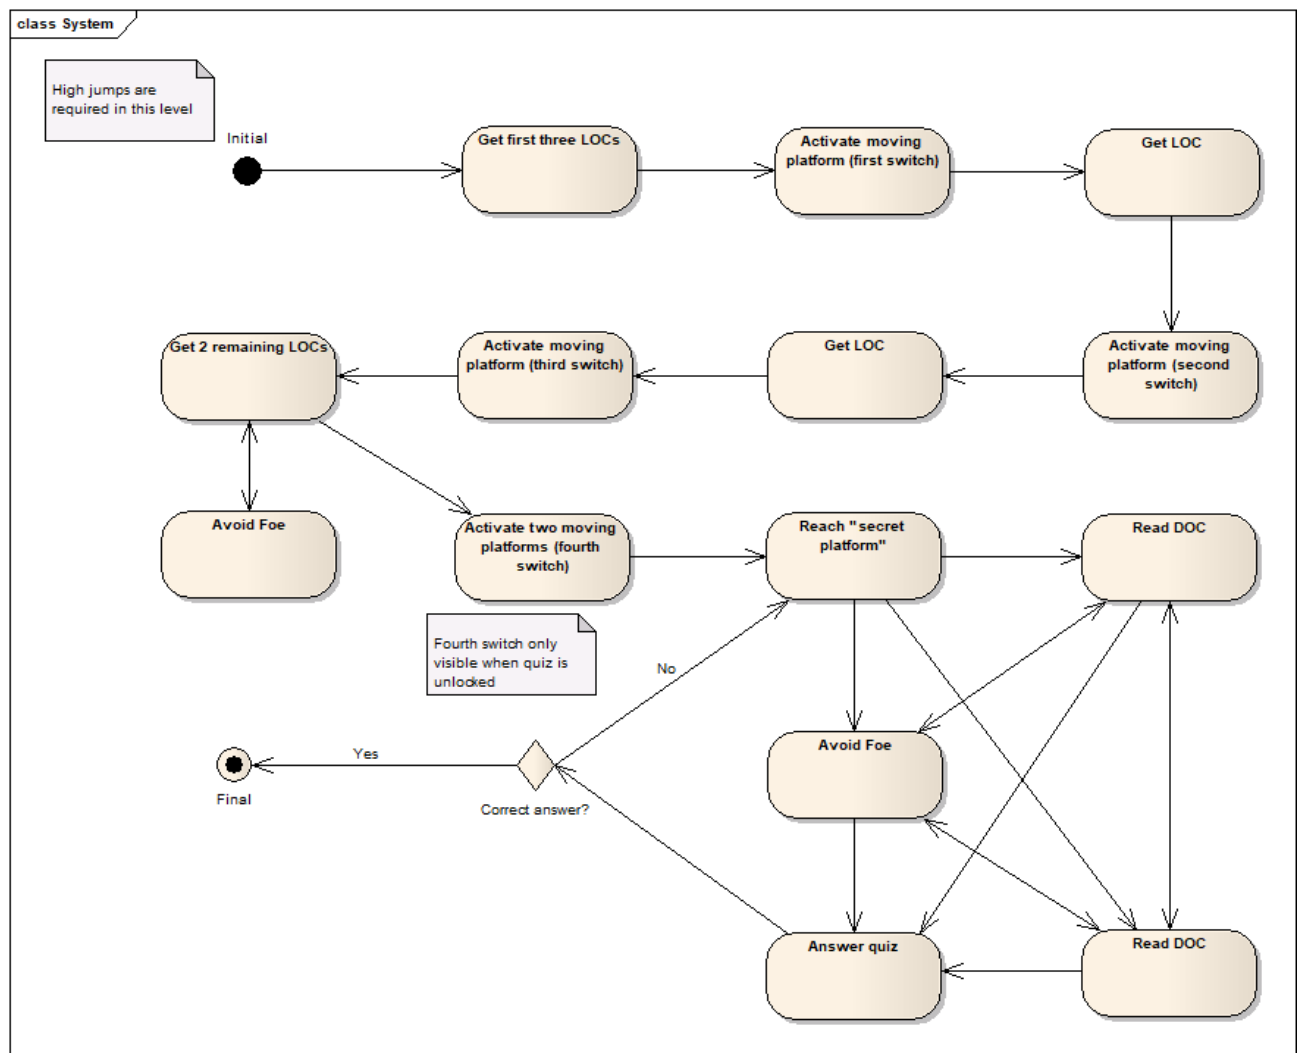 class System
High jumps are
required in this level
Initial
Get first three LOCs
Activate moving
platform (first switch)
Get LOC
Get 2 remaining LOCs
Activate moving
platform (third switch)
Get LOC
Activate moving
platform (second
switch)
Avoid Foe
Activate two moving
platforms (fourth
switch)
Reach "secret
platform"
Read DOC
Fourth switch only
visible when quiz is
unlocked
No
Yes
Avoid Foe
Final
Correct answer?
Answer quiz
Read DOC